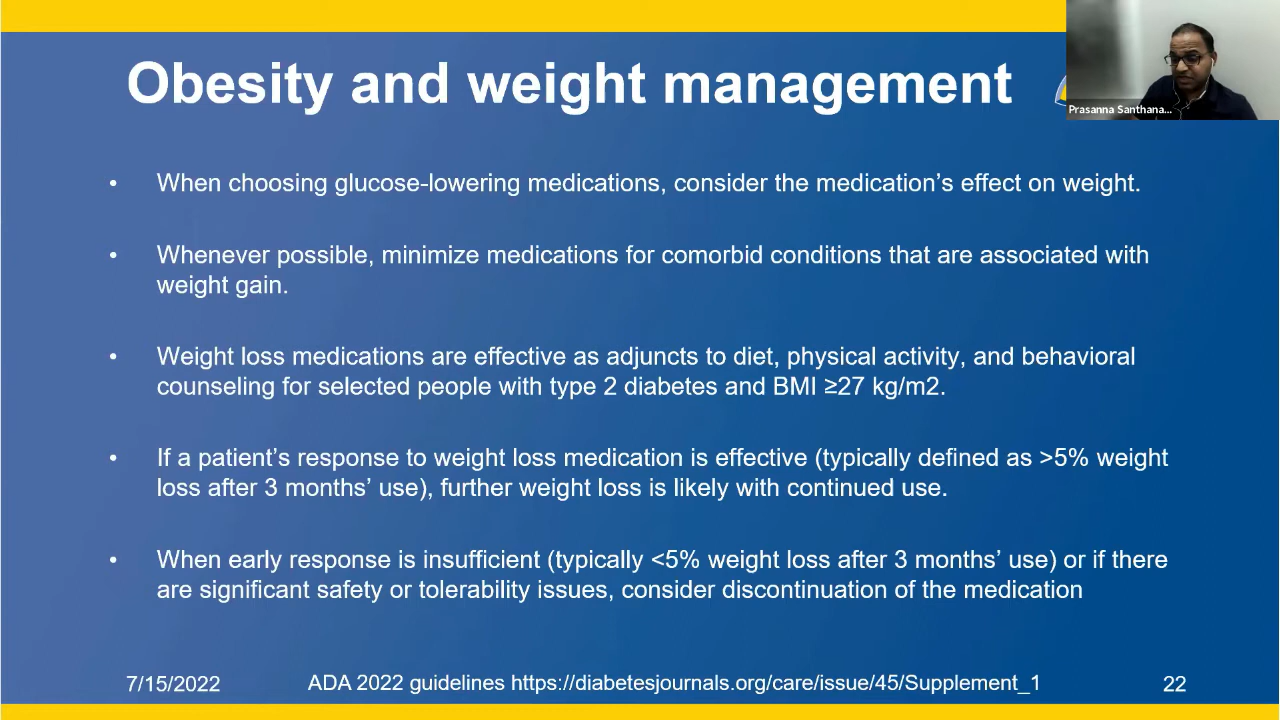 Obesity and weight management
Prasanna Santhana...
• When choosing glucose-lowering medications, consider the medication’s effect on weight.
• Whenever possible, minimize medications for comorbid conditions that are associated with
weight gain.
• Weight loss medications are effective as adjuncts to diet, physical activity, and behavioral
counseling for selected people with type 2 diabetes and BMI ≥27 kg/m2.
• If a patient’s response to weight loss medication is effective (typically defined as >5% weight
loss after 3 months’ use), further weight loss is likely with continued use.
• When early response is insufficient (typically <5% weight loss after 3 months’ use) or if there
are significant safety or tolerability issues, consider discontinuation of the medication
7/15/2022
ADA 2022 guidelines https://diabetesjournals.org/care/issue/45/Supplement_1
22